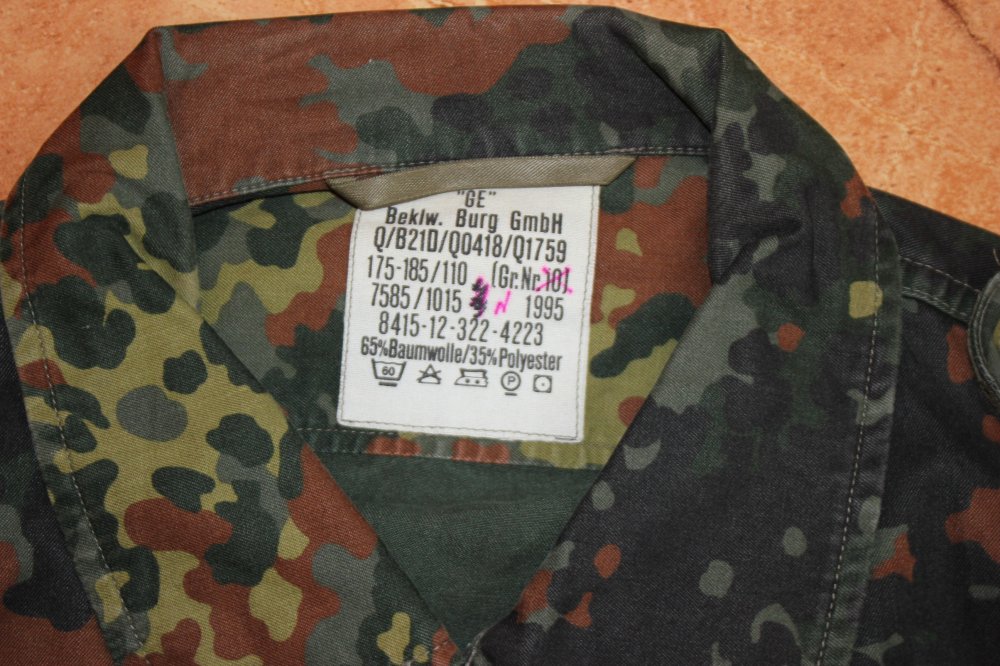 "GE"
Beklw. Burg GmbH
Q/B21D/Q0418/Q1759
175-185/110 (Gr.Nr.10)
7585/1015 1995
8415-12-322-4223
65%Baumwolle/35%Polyester
60 P